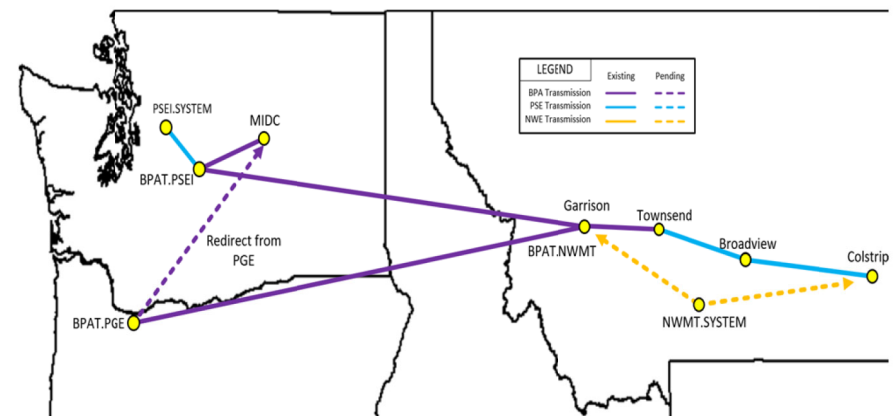 LEGEND Existing Pending
BPA Transmission
PSE Transmission
NWE Transmission
PSEI.SYSTEM
MIDC
BPAT.PSEI
Garrison
Townsend
BPAT.NWMT
Broadview
Colstrip
Redirect from
PGE
NWMT.SYSTEM
BPAT.PGE